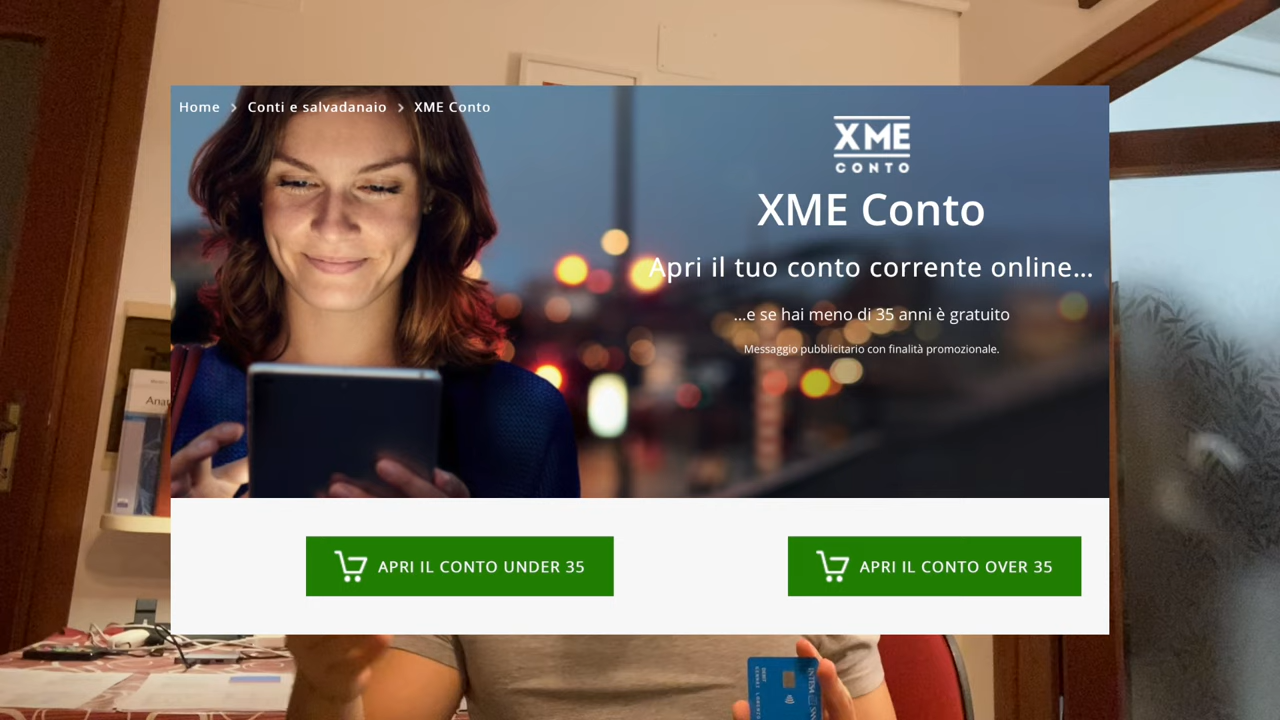 Home > Conti e salvadanaio > XME Conto
XME
CONTO
XME Conto
Apri il tuo conto corrente online...
...e se hai meno di 35 anni è gratuito
Messaggio pubblicitario con finalità promozionale.
APRI IL CONTO UNDER 35
APRI IL CONTO OVER 35